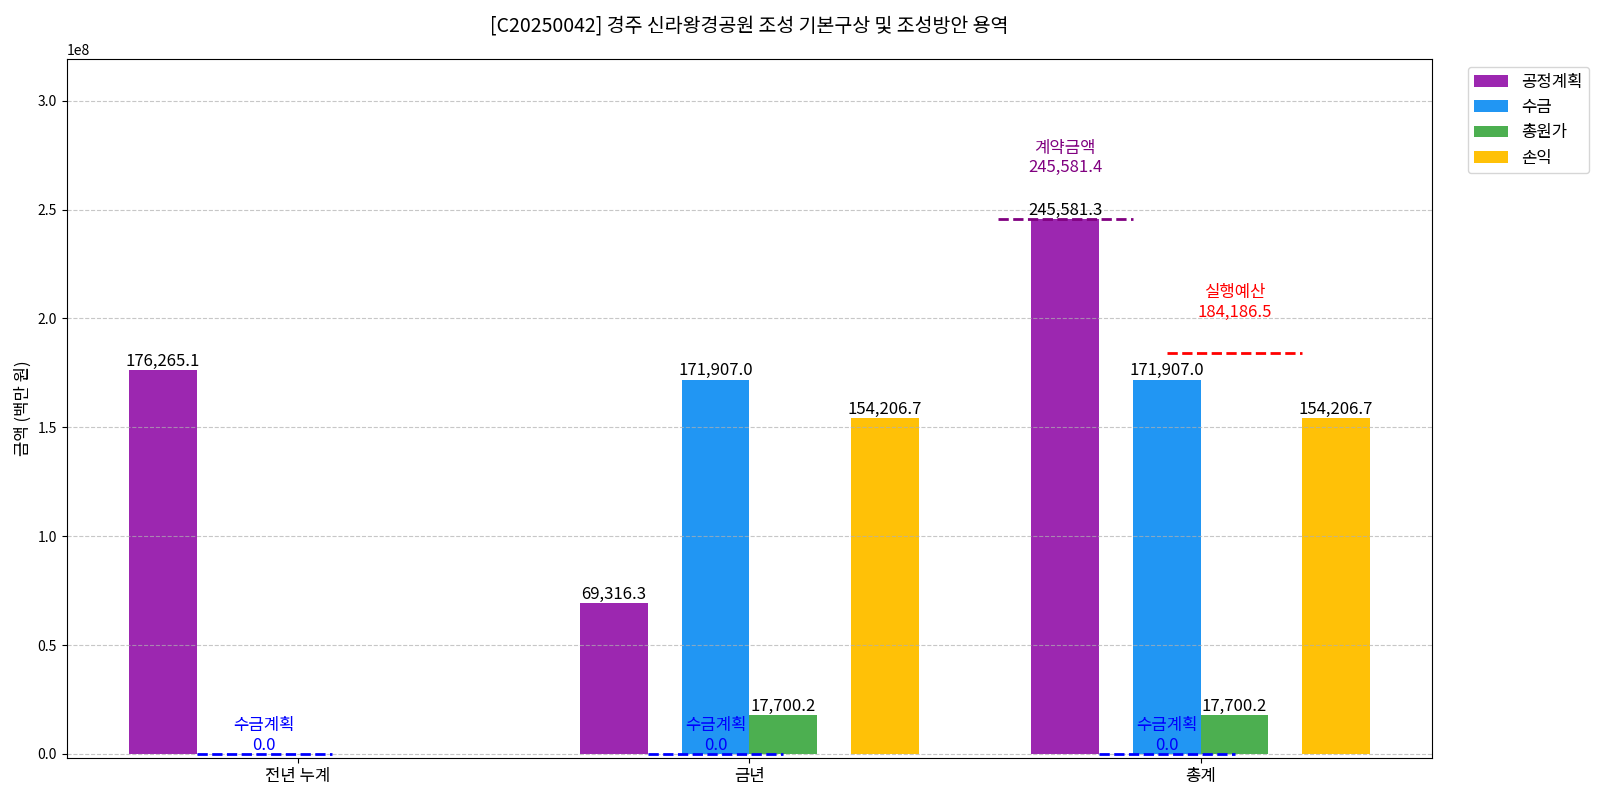 [C20250042] 경주 신라왕경공원 조성 기본구상 및 조성방안 용역
1e8
금액 (백만 원)
3.0
2.5
2.0
1.5
1.0
0.5
0.0
176,265.1
수금계획
0.0
69,316.3
171,907.0
수금계획
0.0
17,700.2
154,206.7
계약금액
245,581.4
245,581.3
실행예산
184,186.5
171,907.0
수금계획
0.0
17,700.2
154,206.7
전년 누계
금년
총계
공정계획
수금
총원가
손익